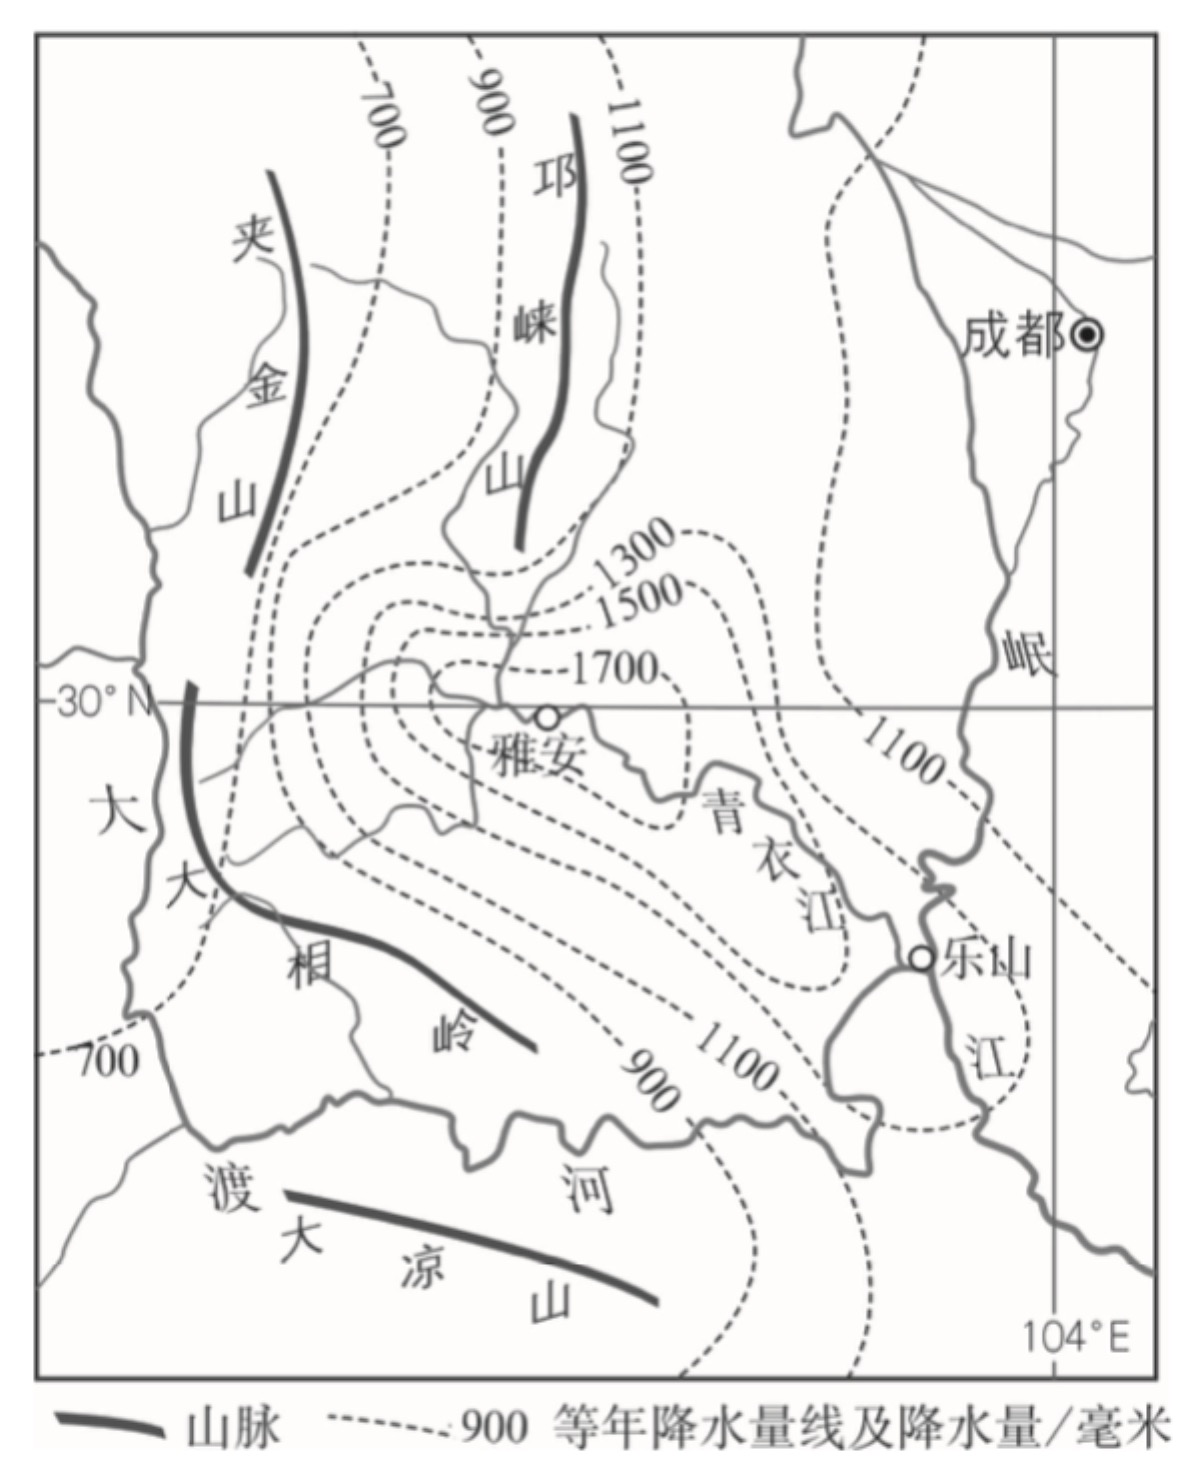 700
900
1100
邛崃山
夹金山
成都
1300
1500
1700
岷江
30°N
雅安
1100
青衣江
大渡河
大相岭
乐山
700
900
1100
大凉山
104°E
山脉
900 等年降水量线及降水量/毫米